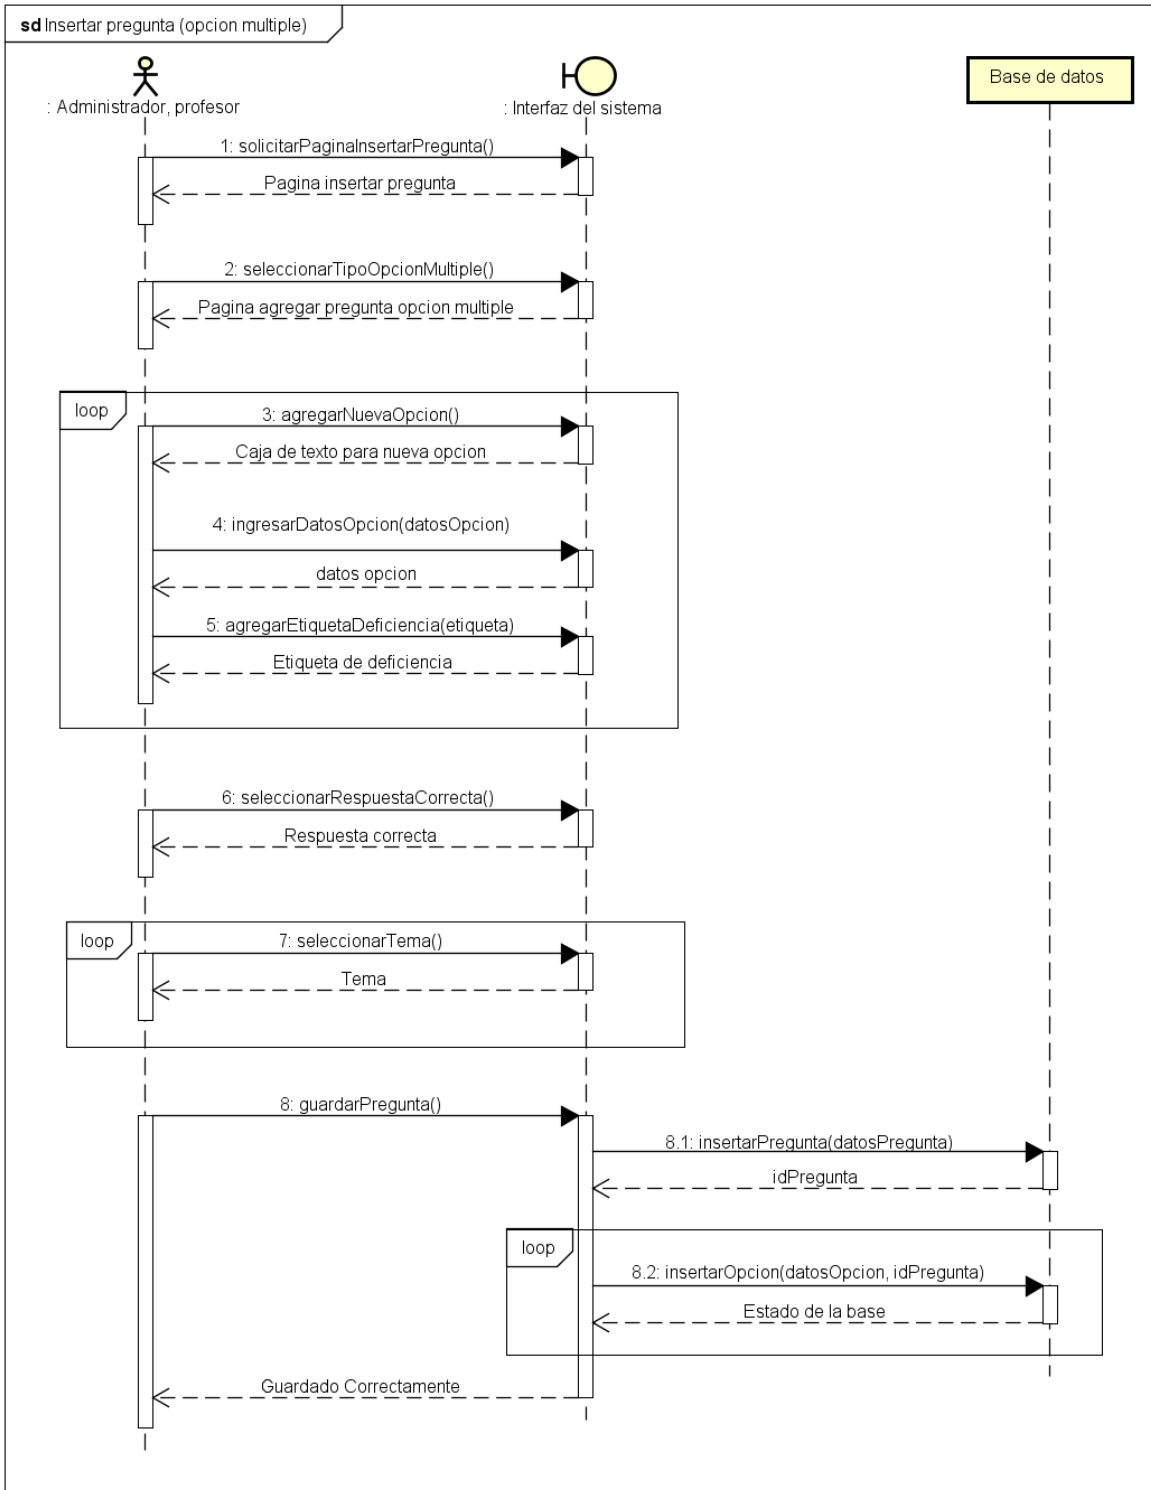 sd Insertar pregunta (opcion multiple)
: Administrador, profesor
: Interfaz del sistema
Base de datos
1: solicitarPaginaInsertarPregunta()
Pagina insertar pregunta
2: seleccionarTipoOpcionMultiple()
Pagina agregar pregunta opcion multiple
loop
3: agregarNuevaOpcion()
Caja de texto para nueva opcion
4: ingresarDatosOpcion(datosOpcion)
datos opcion
5: agregarEtiquetaDeficiencia(etiqueta)
Etiqueta de deficiencia
6: seleccionarRespuestaCorrecta()
Respuesta correcta
loop
7: seleccionarTema()
Tema
8: guardarPregunta()
8.1: insertarPregunta(datosPregunta)
idPregunta
loop
8.2: insertarOpcion(datosOpcion, idPregunta)
Estado de la base
Guardado Correctamente